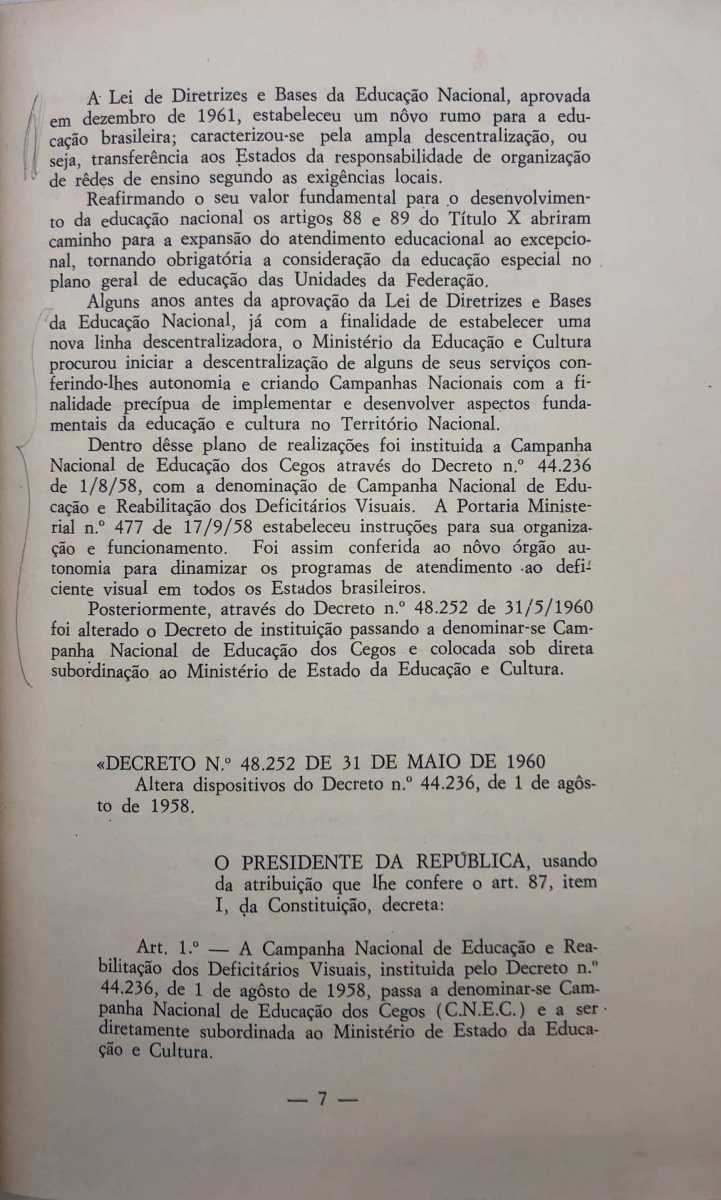 A Lei de Diretrizes e Bases da Educação Nacional, aprovada
em dezembro de 1961, estabeleceu um nôvo rumo para a edu-
cação brasileira; caracterizou-se pela ampla descentralização, ou
seja, transferência aos Estados da responsabilidade de organização
de rêdes de ensino segundo as exigências locais.
Reafirmando o seu valor fundamental para o desenvolvimen-
to da educação nacional os artigos 88 e 89 do Título X abriram
caminho para a expansão do atendimento educacional ao excepcio-
nal, tornando obrigatória a consideração da educação especial no
plano geral de educação das Unidades da Federação.
Alguns anos antes da aprovação da Lei de Diretrizes e Bases
da Educação Nacional, já com a finalidade de estabelecer uma
nova linha descentralizadora, o Ministério da Educação e Cultura
procurou iniciar a descentralização de alguns de seus serviços con-
ferindo-lhes autonomia e criando Campanhas Nacionais com a fi-
nalidade precípua de implementar e desenvolver aspectos funda-
mentais da educação e cultura no Território Nacional.
Dentro dêsse plano de realizações foi instituida a Campanha
Nacional de Educação dos Cegos através do Decreto n.º 44.236
de 1/8/58, com a denominação de Campanha Nacional de Edu-
cação e Reabilitação dos Deficitários Visuais. A Portaria Ministe-
rial n.º 477 de 17/9/58 estabeleceu instruções para sua organiza-
ção e funcionamento. Foi assim conferida ao nôvo órgão au-
tonomia para dinamizar os programas de atendimento ao defi-
ciente visual em todos os Estados brasileiros.
Posteriormente, através do Decreto n.º 48.252 de 31/5/1960
foi alterado o Decreto de instituição passando a denominar-se Cam-
panha Nacional de Educação dos Cegos e colocada sob direta
subordinação ao Ministério de Estado da Educação e Cultura.
«DECRETO N.º 48.252 DE 31 DE MAIO DE 1960
Altera dispositivos do Decreto n.º 44.236, de 1 de agôs-
to de 1958.
O PRESIDENTE DA REPÚBLICA, usando
da atribuição que lhe confere o art. 87, item
I, da Constituição, decreta:
Art. 1.º — A Campanha Nacional de Educação e Rea-
bilitação dos Deficitários Visuais, instituida pelo Decreto n.º
44.236, de 1 de agôsto de 1958, passa a denominar-se Cam-
panha Nacional de Educação dos Cegos (C.N.E.C.) e a ser
diretamente subordinada ao Ministério de Estado da Educa-
ção e Cultura.
— 7 —